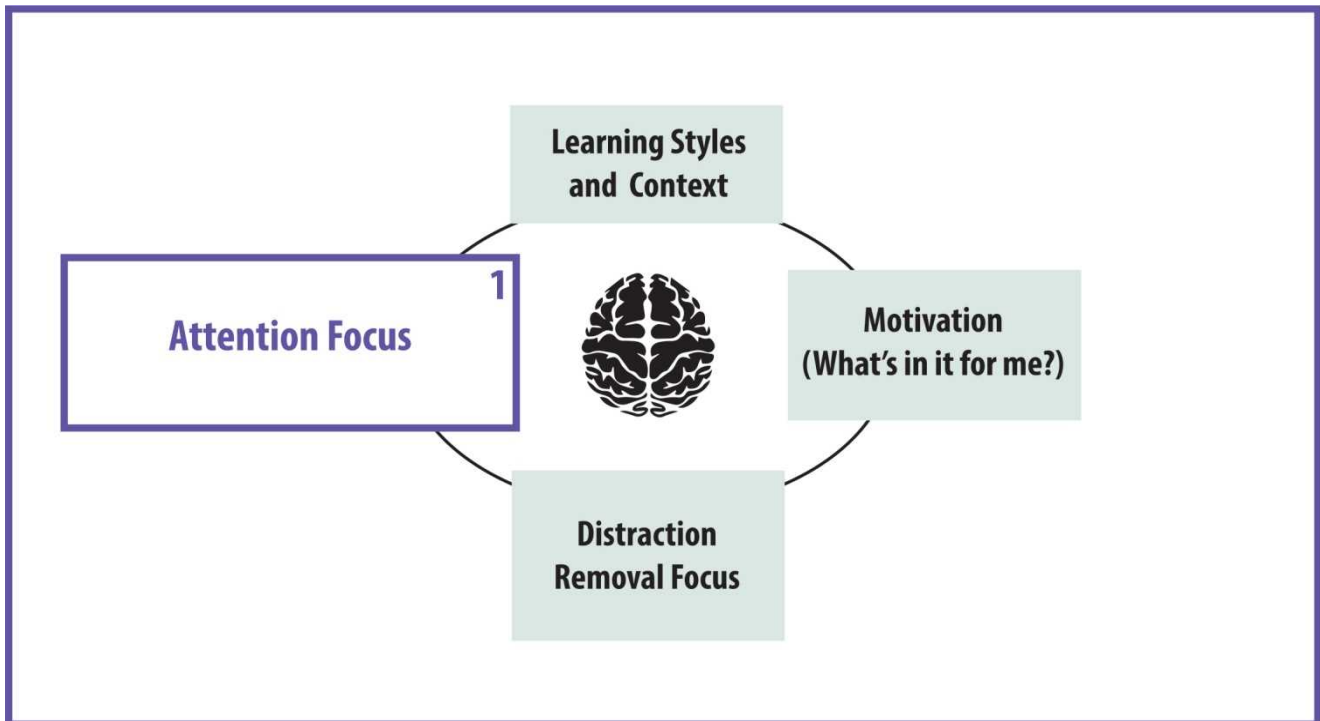 Learning Styles
and Context
1
Attention Focus
Motivation
(What's in it for me?)
Distraction
Removal Focus